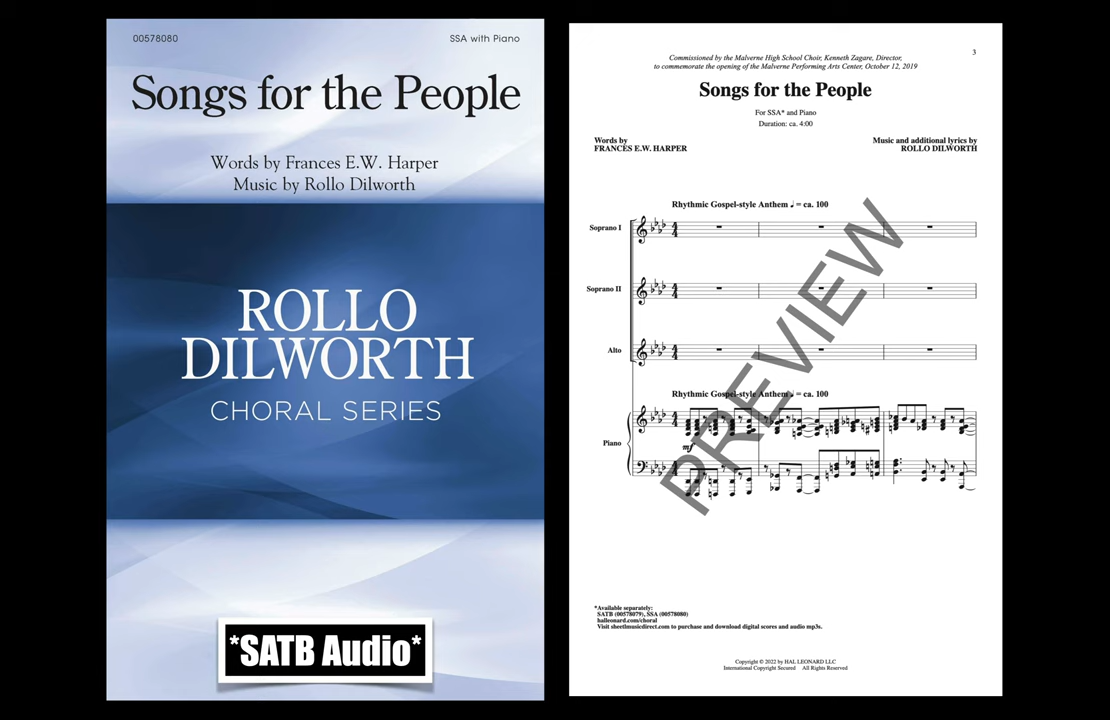 00578080
SSA with Piano
Songs for the People
Words by Frances E.W. Harper
Music by Rollo Dilworth
ROLLO
DILWORTH
CHORAL SERIES
*SATB Audio*
3
Commissioned by the Malverne High School Choir, Kenneth Zagare, Director,
to commemorate the opening of the Malverne Performing Arts Center, October 12, 2019
Songs for the People
For SSA* and Piano
Duration: ca. 4:00
Words by
FRANCES E.W. HARPER
Music and additional lyrics by
ROLLO DILWORTH
Rhythmic Gospel-style Anthem ♩ = ca. 100
Soprano I
Soprano II
Alto
Rhythmic Gospel-style Anthem ♩ = ca. 100
Piano
mf
PREVIEW
*Available separately:
SATB (00578079), SSA (00578080)
halleonard.com/choral
Visit sheetmusicdirect.com to purchase and download digital scores and audio mp3s.
Copyright © 2022 by HAL LEONARD LLC
International Copyright Secured All Rights Reserved